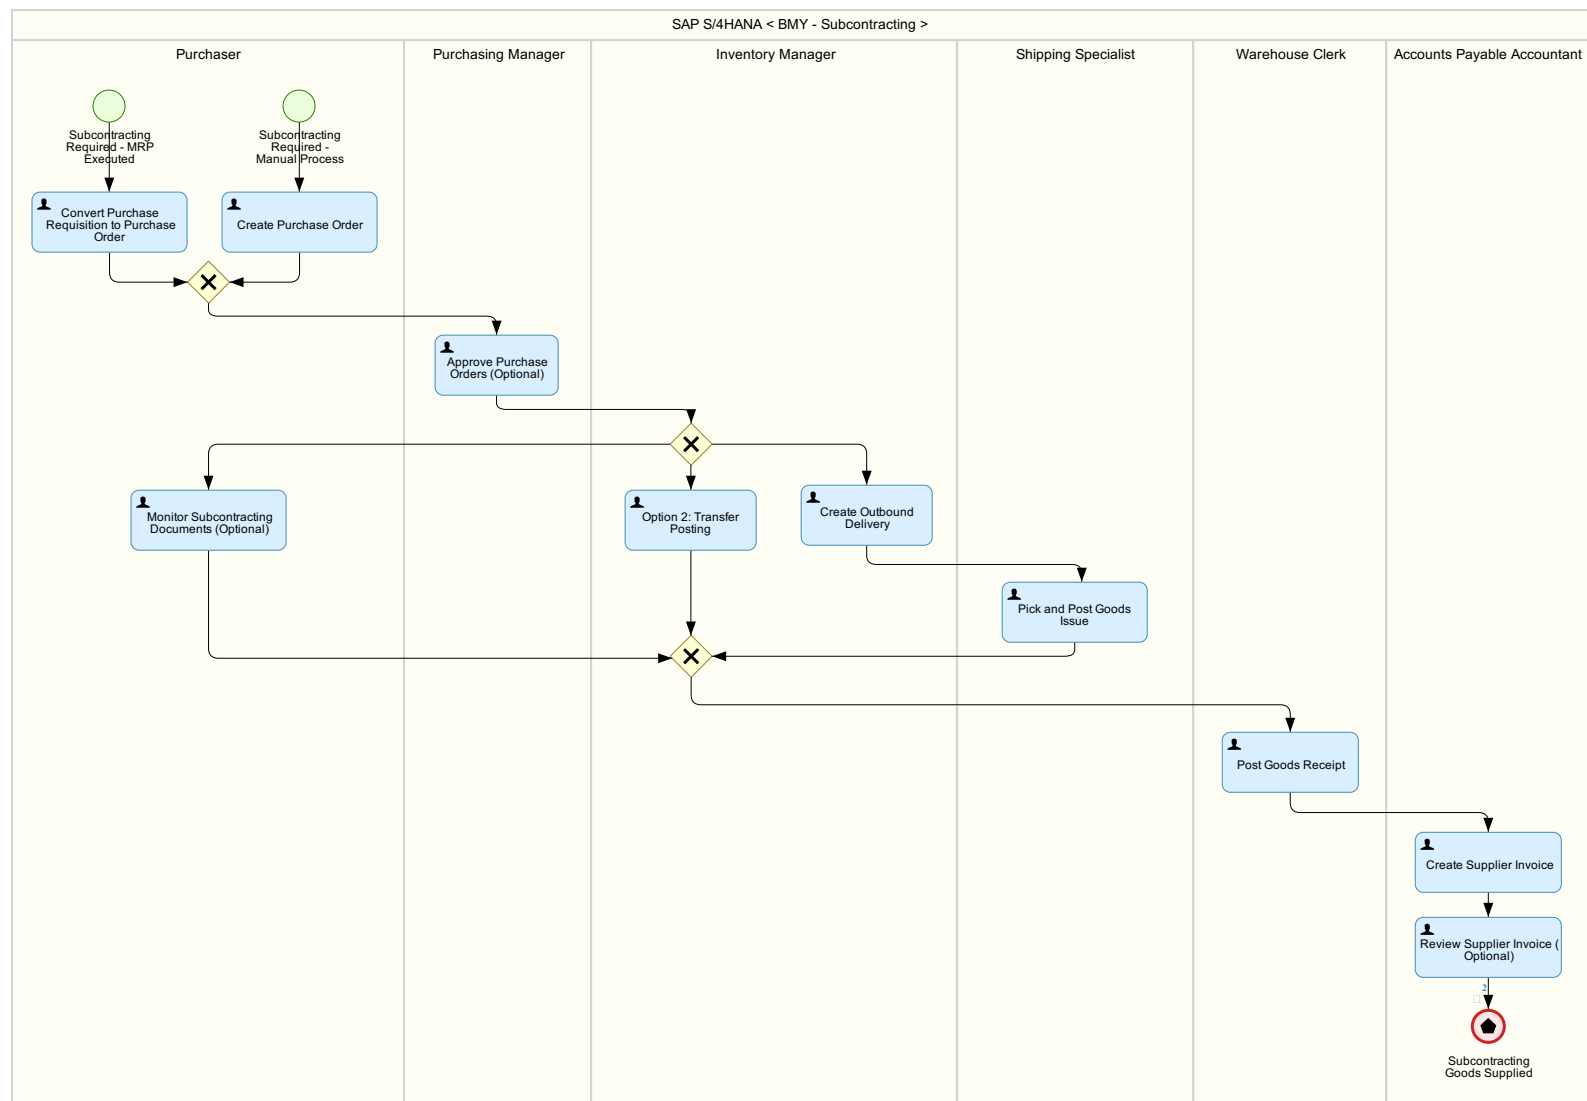 SAP S/4HANA < BMY - Subcontracting >
Purchaser
Purchasing Manager
Inventory Manager
Shipping Specialist
Warehouse Clerk
Accounts Payable Accountant
Subcontracting
Required - MRP
Executed
Subcontracting
Required -
Manual Process
Convert Purchase
Requisition to Purchase
Order
Create Purchase Order
Approve Purchase
Orders (Optional)
Monitor Subcontracting
Documents (Optional)
Option 2: Transfer
Posting
Create Outbound
Delivery
Pick and Post Goods
Issue
Post Goods Receipt
Create Supplier Invoice
Review Supplier Invoice (
Optional)
2
Subcontracting
Goods Supplied